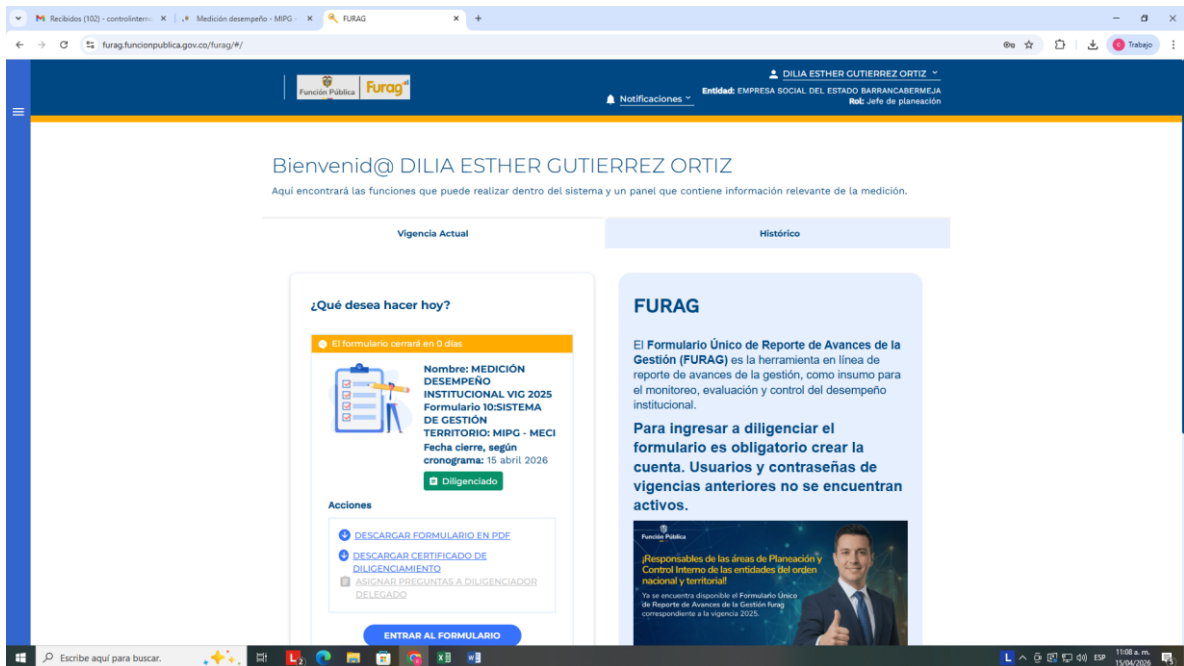 Recibidos (102) - controlinterno
Medición desempeño - MIPG -
FURAG
furag.funcionpublica.gov.co/furag/#/
Trabajo
Función Pública
Furag
Notificaciones
DILIA ESTHER GUTIERREZ ORTIZ
Entidad: EMPRESA SOCIAL DEL ESTADO BARRANCABERMEJA
Rol: Jefe de planeación
Bienvenid@ DILIA ESTHER GUTIERREZ ORTIZ
Aquí encontrará las funciones que puede realizar dentro del sistema y un panel que contiene información relevante de la medición.
Vigencia Actual
Histórico
¿Qué desea hacer hoy?
El formulario cerrará en 0 días
Nombre: MEDICIÓN
DESEMPEÑO
INSTITUCIONAL VIG 2025
Formulario 10:SISTEMA
DE GESTIÓN
TERRITORIO: MIPG - MECI
Fecha cierre, según
cronograma: 15 abril 2026
Diligenciado
Acciones
DESCARGAR FORMULARIO EN PDF
DESCARGAR CERTIFICADO DE
DILIGENCIAMIENTO
ASIGNAR PREGUNTAS A DILIGENCIADOR
DELEGADO
ENTRAR AL FORMULARIO
FURAG
El Formulario Único de Reporte de Avances de la
Gestión (FURAG) es la herramienta en línea de
reporte de avances de la gestión, como insumo para
el monitoreo, evaluación y control del desempeño
institucional.
Para ingresar a diligenciar el
formulario es obligatorio crear la
cuenta. Usuarios y contraseñas de
vigencias anteriores no se encuentran
activos.
Función Pública
¡Responsables de las áreas de Planeación y
Control Interno de las entidades del orden
nacional y territorial!
Ya se encuentra disponible el Formulario Único
de Reporte de Avances de la Gestión Furag
correspondiente a la vigencia 2025.
Escribe aquí para buscar.
ESP
11:08 a. m.
15/04/2026